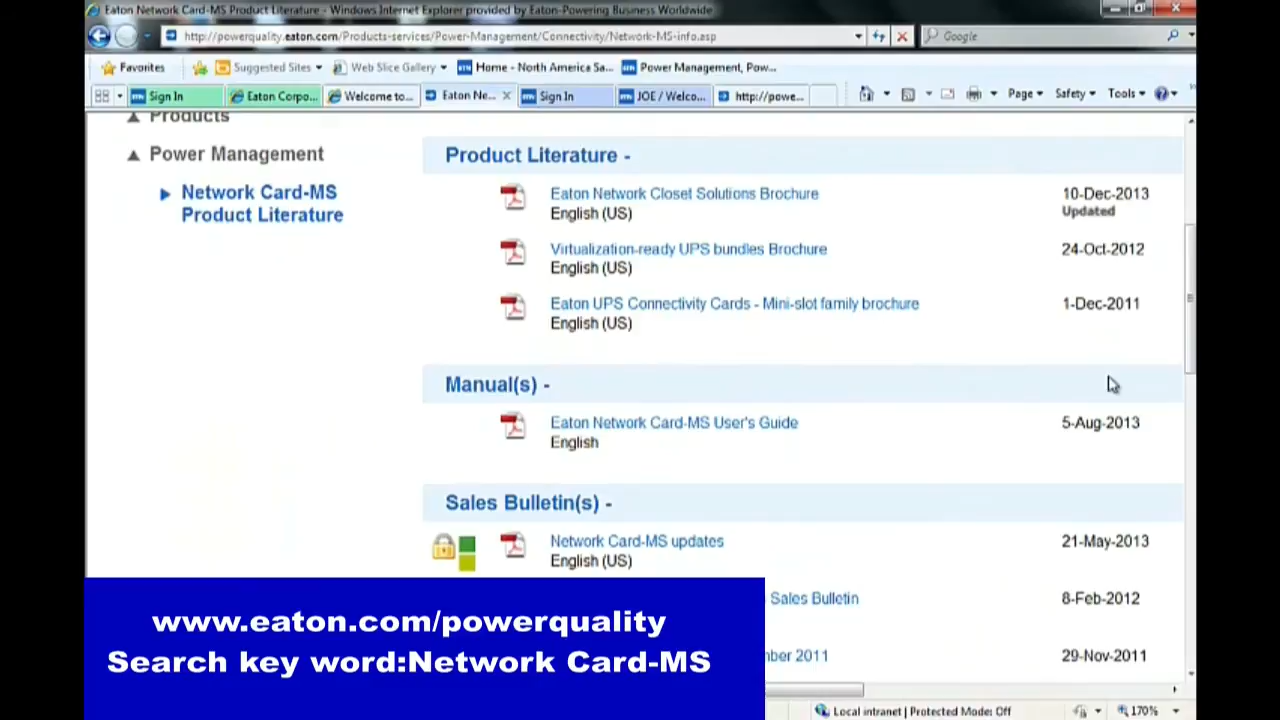 Eaton Network Card-MS Product Literature - Windows Internet Explorer provided by Eaton-Powering Business Worldwide
http://powerquality.eaton.com/Products-services/Power-Management/Connectivity/Network-MS-info.asp
Google
Favorites
Suggested Sites
Web Slice Gallery
Home - North America Sa...
Power Management, Pow...
Sign In
Eaton Corpo...
Welcome to...
Eaton Ne...
Sign In
JOE / Welco...
http://powe...
Page
Safety
Tools
Products
Power Management
Network Card-MS
Product Literature
Product Literature -
Eaton Network Closet Solutions Brochure
10-Dec-2013
English (US)
Updated
Virtualization-ready UPS bundles Brochure
24-Oct-2012
English (US)
Eaton UPS Connectivity Cards - Mini-slot family brochure
1-Dec-2011
English (US)
Manual(s) -
Eaton Network Card-MS User's Guide
5-Aug-2013
English
Sales Bulletin(s) -
Network Card-MS updates
21-May-2013
English (US)
Sales Bulletin
8-Feb-2012
2011
29-Nov-2011
www.eaton.com/powerquality
Search key word:Network Card-MS
Local intranet | Protected Mode: Off
170%